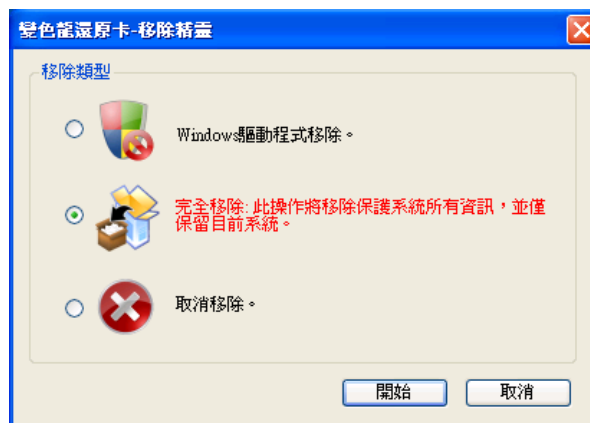 變色龍還原卡-移除精靈
移除類型
Windows驅動程式移除。
完全移除:此操作將移除保護系統所有資訊，並僅
保留目前系統。
取消移除。
開始
取消